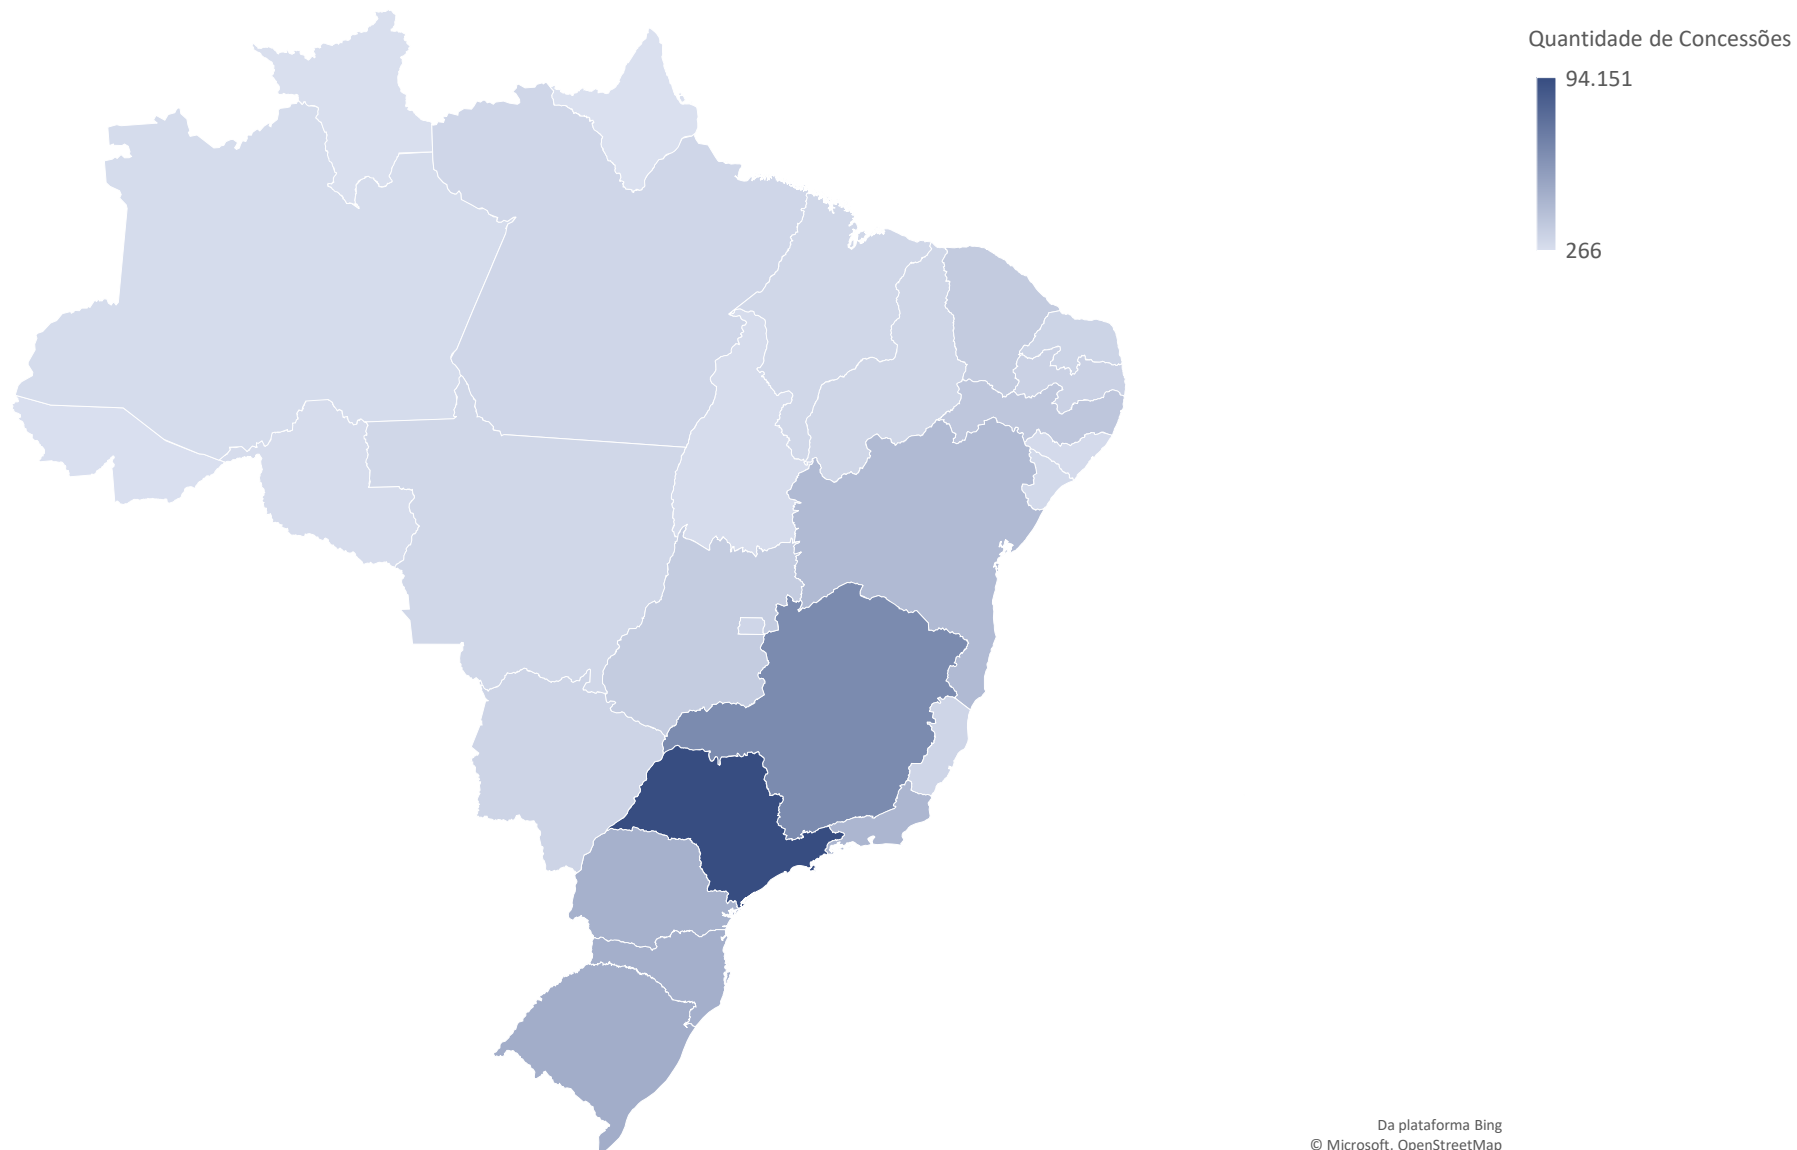 Quantidade de Concessões
94.151
266
Da plataforma Bing
© Microsoft, OpenStreetMap